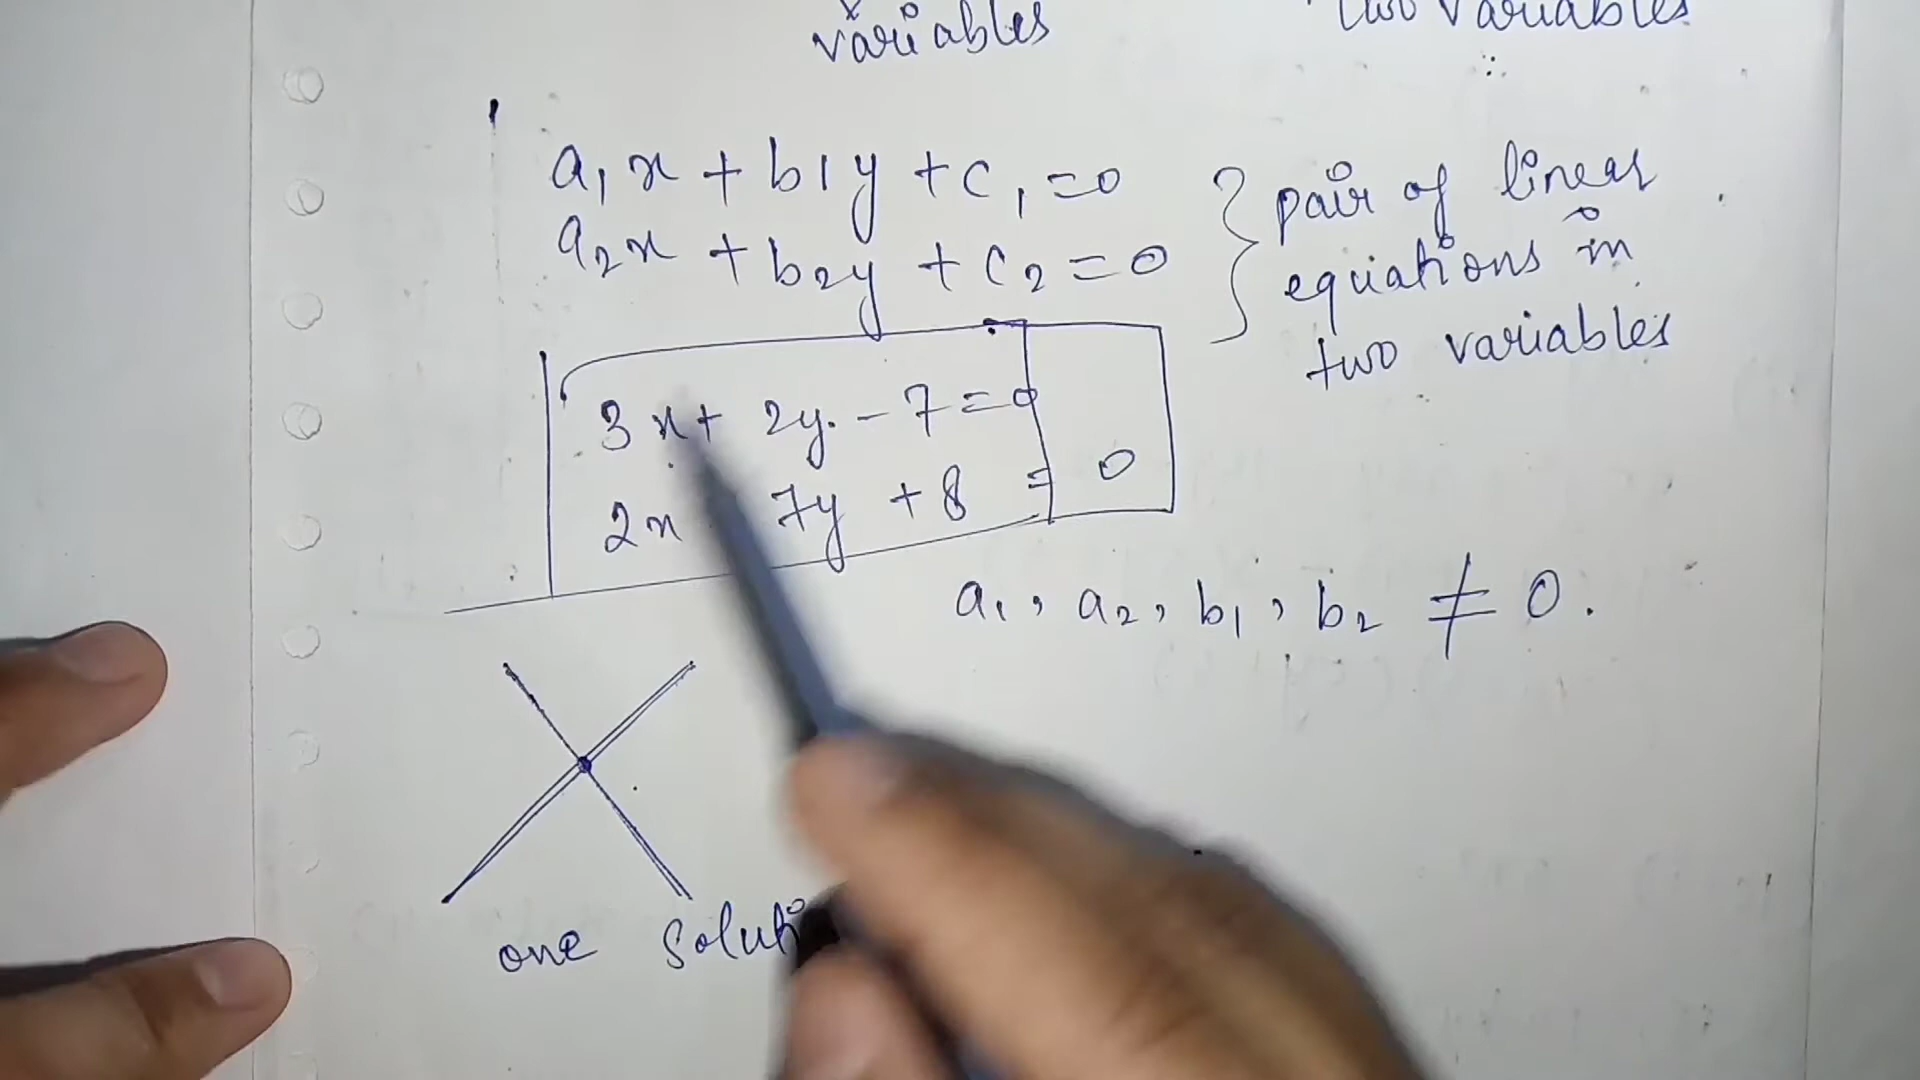 variables two variables
a₁x + b1y + c₁ = 0
a₂x + b₂y + c₂ = 0
} pair of linear
equations in
two variables
3x + 2y - 7 = 0
2x 7y + 8 = 0
a₁, a₂, b₁, b₂ ≠ 0.
one